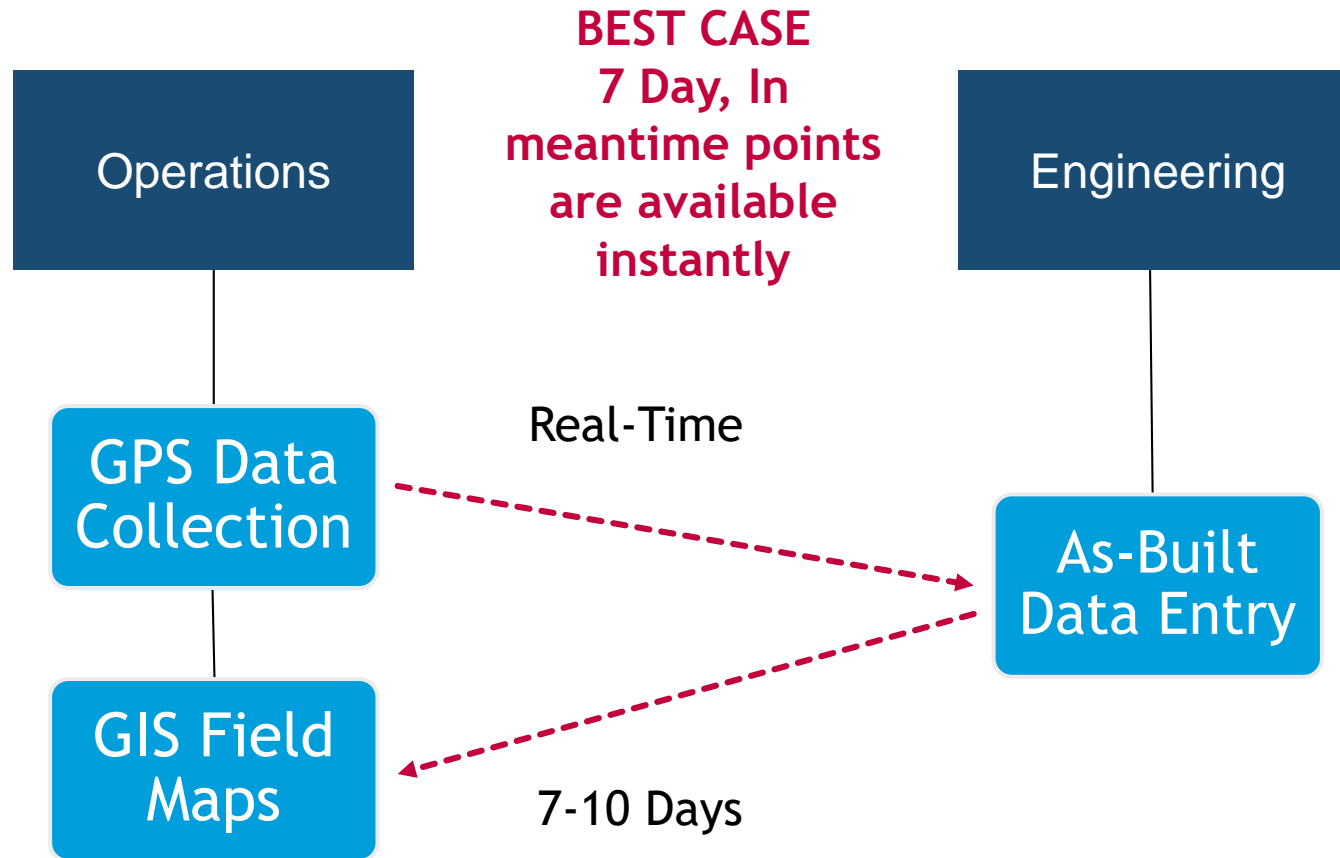 BEST CASE
7 Day, In
meantime points
are available
instantly
Operations
Engineering
Real-Time
GPS Data
Collection
As-Built
Data Entry
GIS Field
Maps
7-10 Days